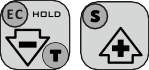 EC HOLD S
- T +